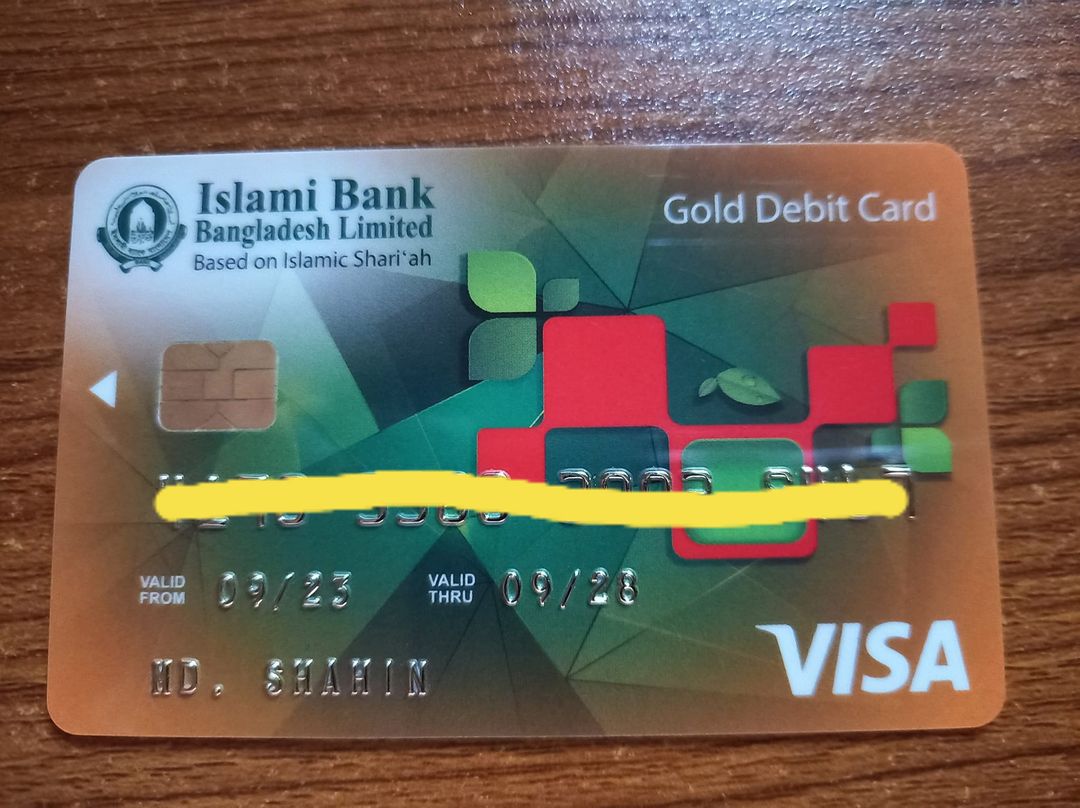 Islami Bank
Bangladesh Limited
Based on Islamic Shari‘ah
Gold Debit Card
VALID FROM 09/23 VALID THRU 09/28
MD. SHAHIN
VISA